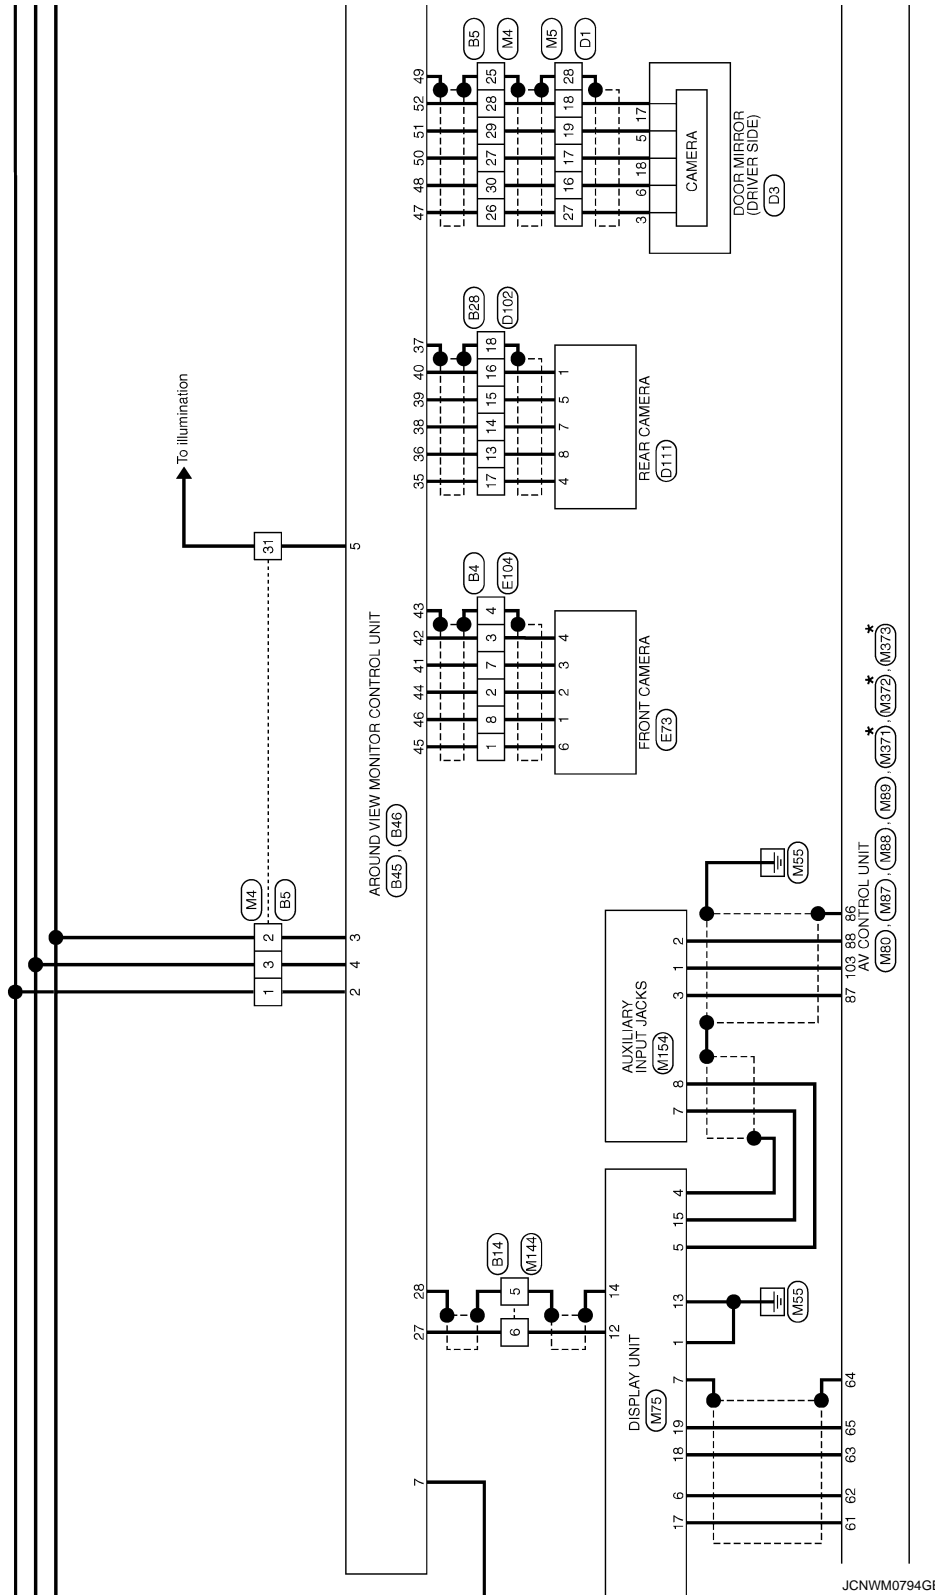 B5
M4
M5
D1
49 52 51 50 48 47
25 28 29 27 30 26
28 18 19 17 16 27
17 5 18 6 3
CAMERA
DOOR MIRROR
(DRIVER SIDE)
D3
B28
D102
37 40 39 38 36 35
18 16 15 14 13 17
1 5 7 8 4
REAR CAMERA
D111
To illumination
31
5
B4
E104
43 42 41 44 46 45
4 3 7 2 8 1
4 3 2 1 6
FRONT CAMERA
E73
AROUND VIEW MONITOR CONTROL UNIT
B45 , B46
M4
B5
2 3 1
3 4 2
M55
2 1 3 8 7
AUXILIARY
INPUT JACKS
M154
86 88 103 87
AV CONTROL UNIT
M80 , M87 , M88 , M89 , M371* , M372* , M373*
B14
M144
28 27
5 6
14 12
DISPLAY UNIT
M75
4 15 5 13 1 7 19 18 6 17
M55
64 65 63 62 61
7
JCNWM0794G